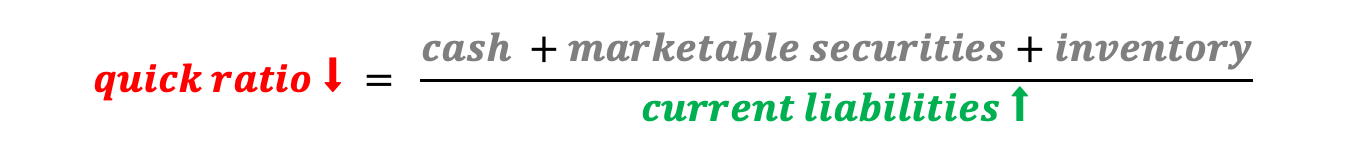 quick ratio ↓ = cash + marketable securities + inventory
current liabilities ↑